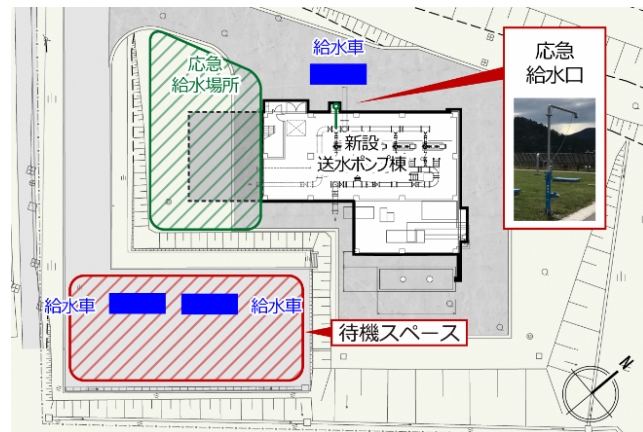 給水車
応急
給水場所
応急
給水口
新設
送水ポンプ棟
給水車
給水車
待機スペース
N